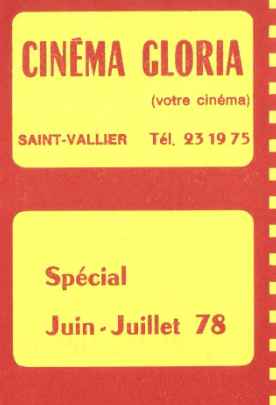 CINÉMA GLORIA
(votre cinéma)
SAINT-VALLIER Tél. 23 19 75
Spécial
Juin-Juillet 78